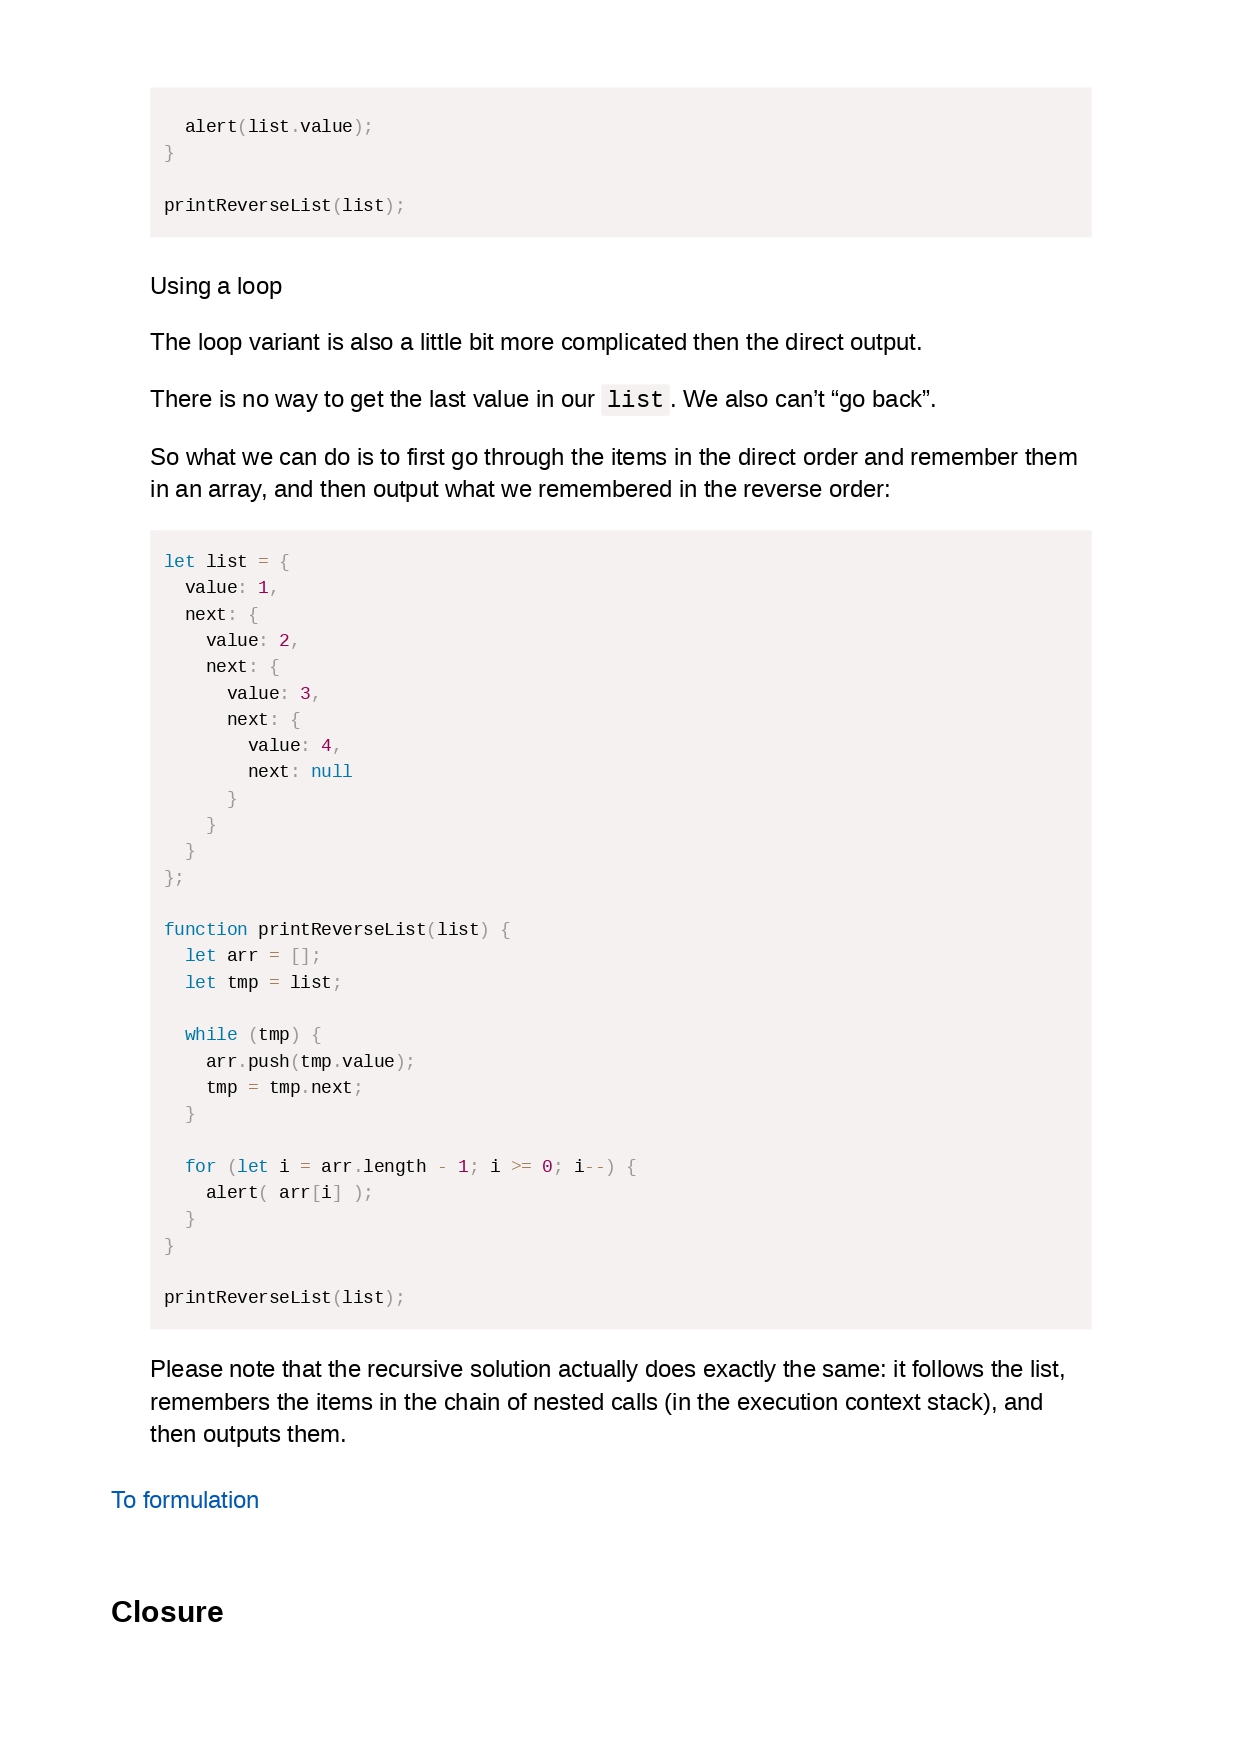 alert(list.value);
}

printReverseList(list);

Using a loop

The loop variant is also a little bit more complicated then the direct output.

There is no way to get the last value in our list. We also can’t “go back”.

So what we can do is to first go through the items in the direct order and remember them
in an array, and then output what we remembered in the reverse order:

let list = {
  value: 1,
  next: {
    value: 2,
    next: {
      value: 3,
      next: {
        value: 4,
        next: null
      }
    }
  }
};

function printReverseList(list) {
  let arr = [];
  let tmp = list;

  while (tmp) {
    arr.push(tmp.value);
    tmp = tmp.next;
  }

  for (let i = arr.length - 1; i >= 0; i--) {
    alert( arr[i] );
  }
}

printReverseList(list);

Please note that the recursive solution actually does exactly the same: it follows the list,
remembers the items in the chain of nested calls (in the execution context stack), and
then outputs them.

To formulation

Closure